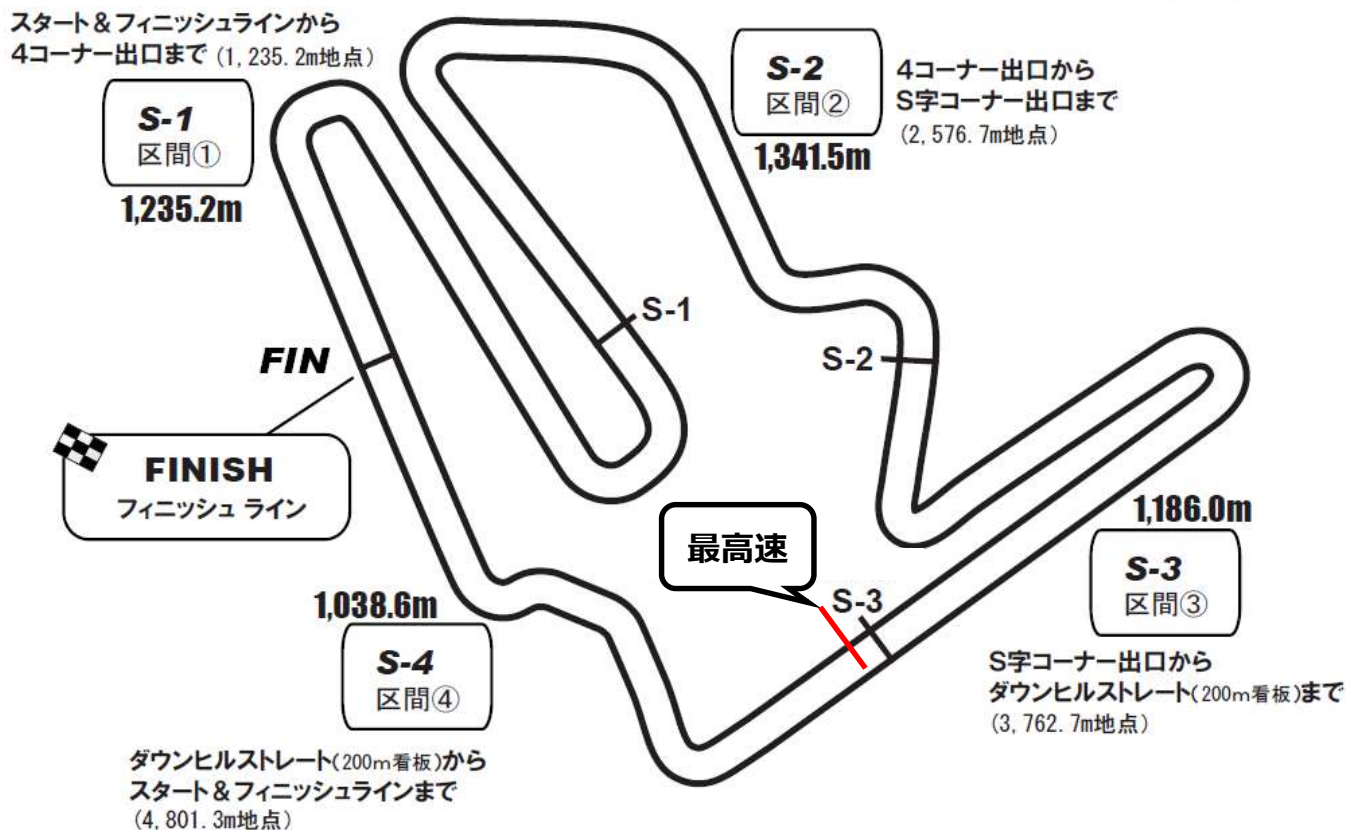 スタート&フィニッシュラインから
4コーナー出口まで (1,235.2m地点)
S-1
区間①
1,235.2m
S-2
区間②
1,341.5m
4コーナー出口から
S字コーナー出口まで
(2,576.7m地点)
S-1
S-2
FIN
FINISH
フィニッシュ ライン
最高速
S-3
1,186.0m
S-3
区間③
S字コーナー出口から
ダウンヒルストレート(200m看板)まで
(3,762.7m地点)
1,038.6m
S-4
区間④
ダウンヒルストレート(200m看板)から
スタート&フィニッシュラインまで
(4,801.3m地点)